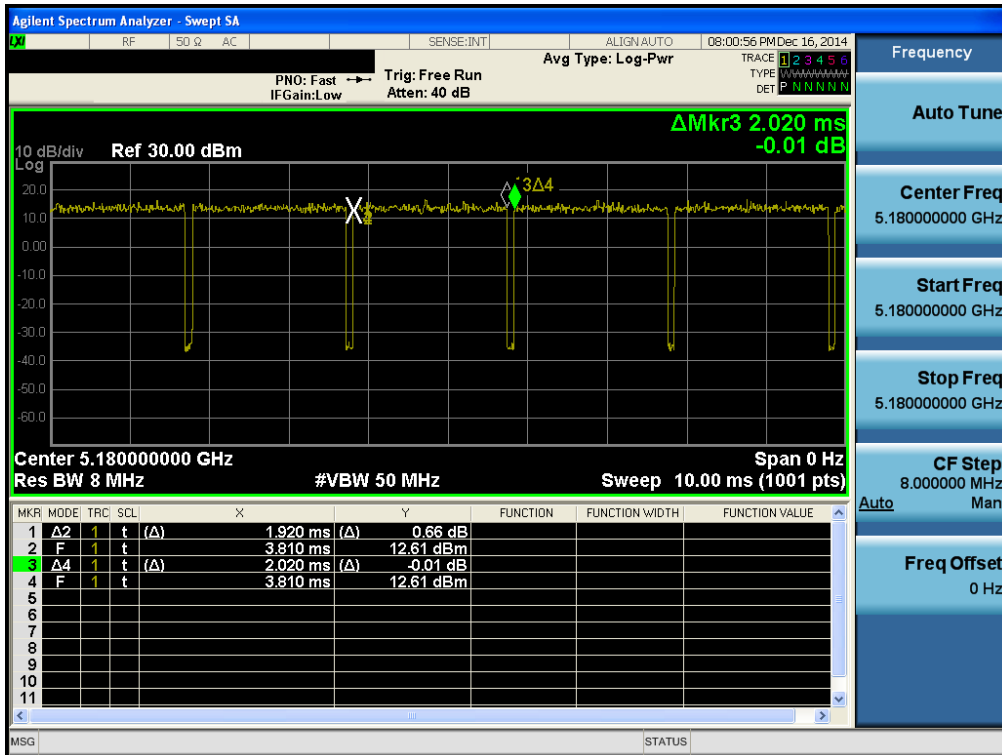 Agilent Spectrum Analyzer - Swept SA
LXI RF 50 Ω AC SENSE:INT ALIGN AUTO 08:00:56 PM Dec 16, 2014
Frequency
Avg Type: Log-Pwr
TRACE 1 2 3 4 5 6
TYPE
DET P N N N N N
PNO: Fast
IFGain:Low
Trig: Free Run
Atten: 40 dB
Auto Tune
ΔMkr3 2.020 ms
-0.01 dB
10 dB/div
Log
Ref 30.00 dBm
20.0
10.0
0.00
-10.0
-20.0
-30.0
-40.0
-50.0
-60.0
3Δ4
Center Freq
5.180000000 GHz
Start Freq
5.180000000 GHz
Stop Freq
5.180000000 GHz
Center 5.180000000 GHz
Span 0 Hz
Res BW 8 MHz
#VBW 50 MHz
Sweep 10.00 ms (1001 pts)
CF Step
8.000000 MHz
Auto Man
MKR MODE TRC SCL X Y FUNCTION FUNCTION WIDTH FUNCTION VALUE
1 Δ2 1 t (Δ) 1.920 ms (Δ) 0.66 dB
2 F 1 t 3.810 ms 12.61 dBm
3 Δ4 1 t (Δ) 2.020 ms (Δ) -0.01 dB
4 F 1 t 3.810 ms 12.61 dBm
5
6
7
8
9
10
11
Freq Offset
0 Hz
MSG STATUS